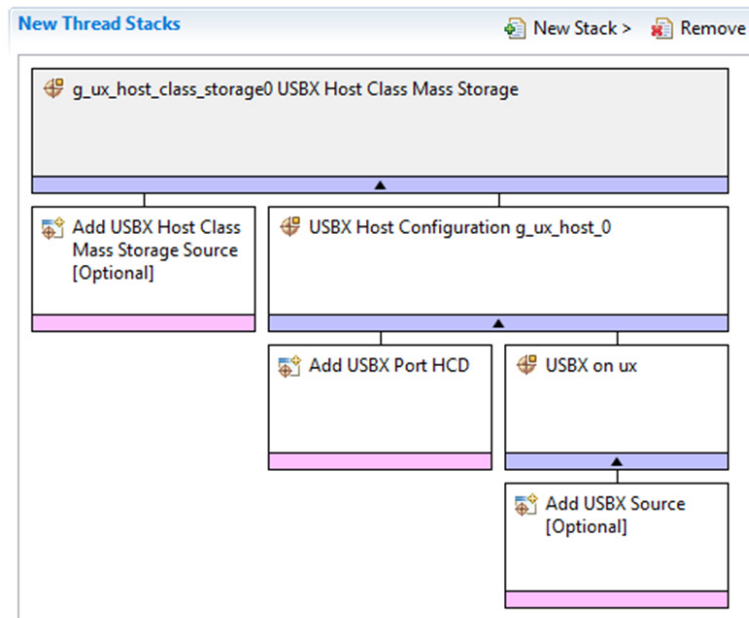 New Thread Stacks
New Stack >
Remove
g_ux_host_class_storage0 USBX Host Class Mass Storage
Add USBX Host Class
Mass Storage Source
[Optional]
USBX Host Configuration g_ux_host_0
Add USBX Port HCD
USBX on ux
Add USBX Source
[Optional]